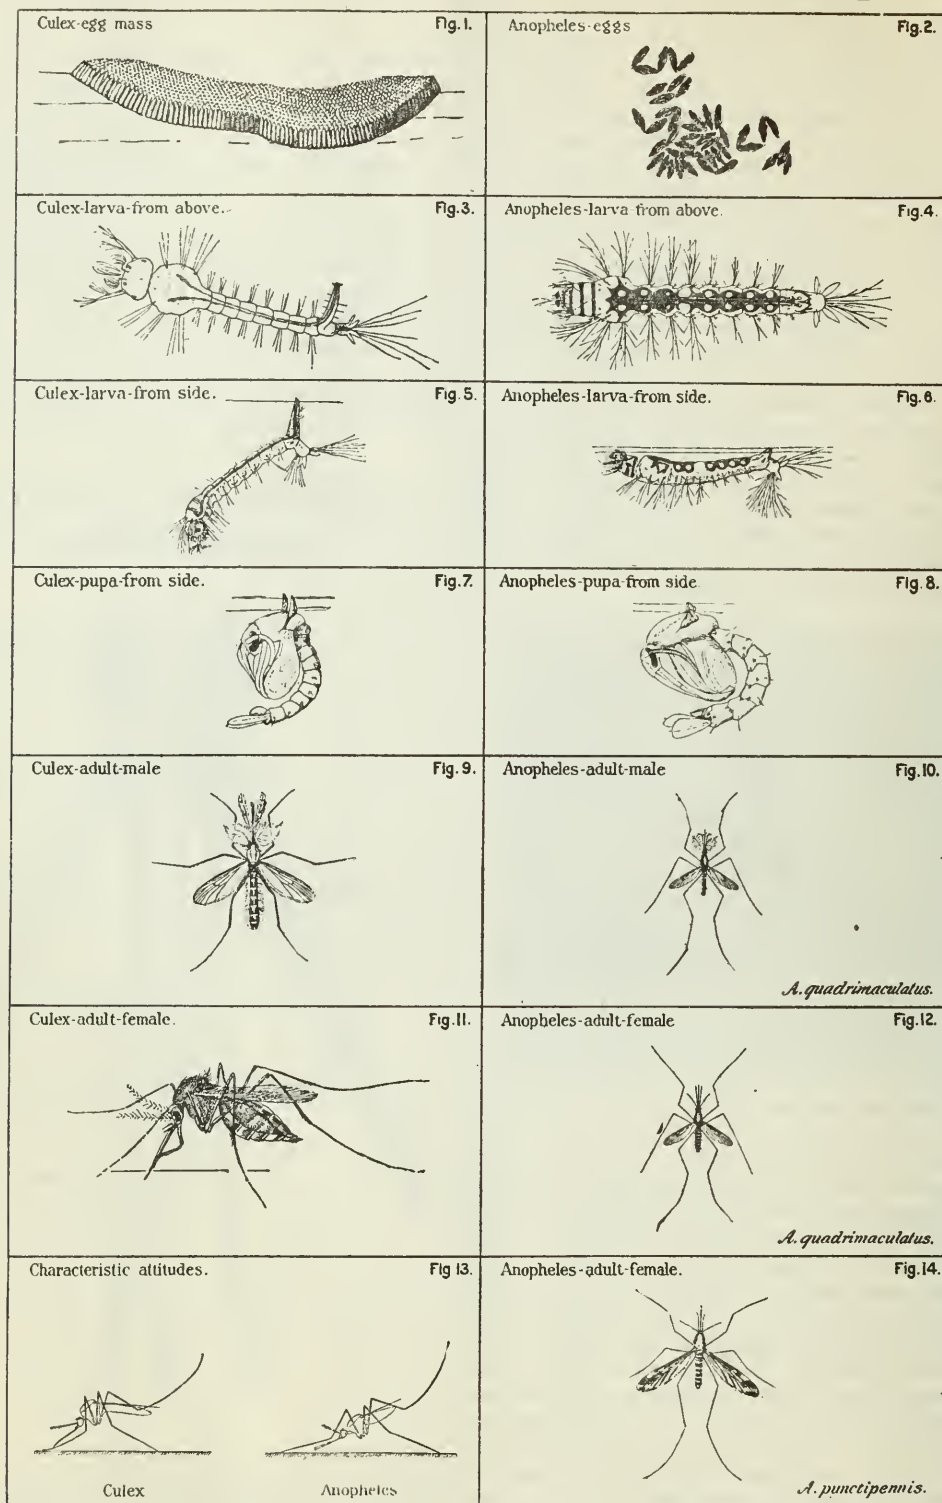 Culex-egg mass Fig.1.
Anopheles-eggs Fig.2.
Culex-larva-from above. Fig.3.
Anopheles-larva from above. Fig.4.
Culex-larva-from side. Fig.5.
Anopheles-larva-from side. Fig.6.
Culex-pupa-from side. Fig.7.
Anopheles-pupa-from side Fig.8.
Culex-adult-male Fig.9.
Anopheles-adult-male Fig.10.
A. quadrimaculatus.
Culex-adult-female. Fig.11.
Anopheles-adult-female Fig.12.
A. quadrimaculatus.
Characteristic attitudes. Fig 13.
Culex Anopheles
Anopheles-adult-female. Fig.14.
A. punctipennis.